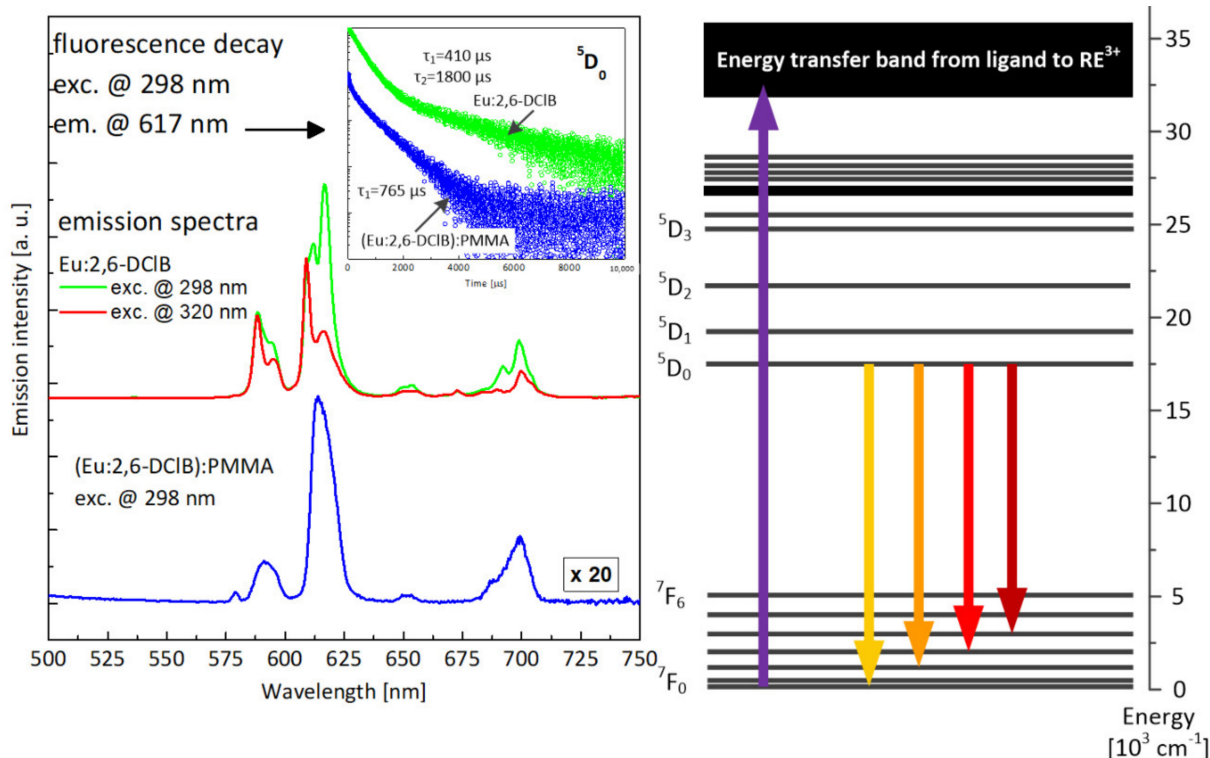 fluorescence decay
exc. @ 298 nm
em. @ 617 nm
τ₁=410 µs
τ₂=1800 µs
⁵D₀
Eu:2,6-DClB
τ₁=765 µs
(Eu:2,6-DClB):PMMA
0 2000 4000 6000 8000 10,000
Time [µs]
emission spectra
Eu:2,6-DClB
exc. @ 298 nm
exc. @ 320 nm
(Eu:2,6-DClB):PMMA
exc. @ 298 nm
x 20
Emission intensity [a. u.]
500 525 550 575 600 625 650 675 700 725 750
Wavelength [nm]
Energy transfer band from ligand to RE³⁺
⁵D₃
⁵D₂
⁵D₁
⁵D₀
⁷F₆
⁷F₀
35
30
25
20
15
10
5
0
Energy
[10³ cm⁻¹]